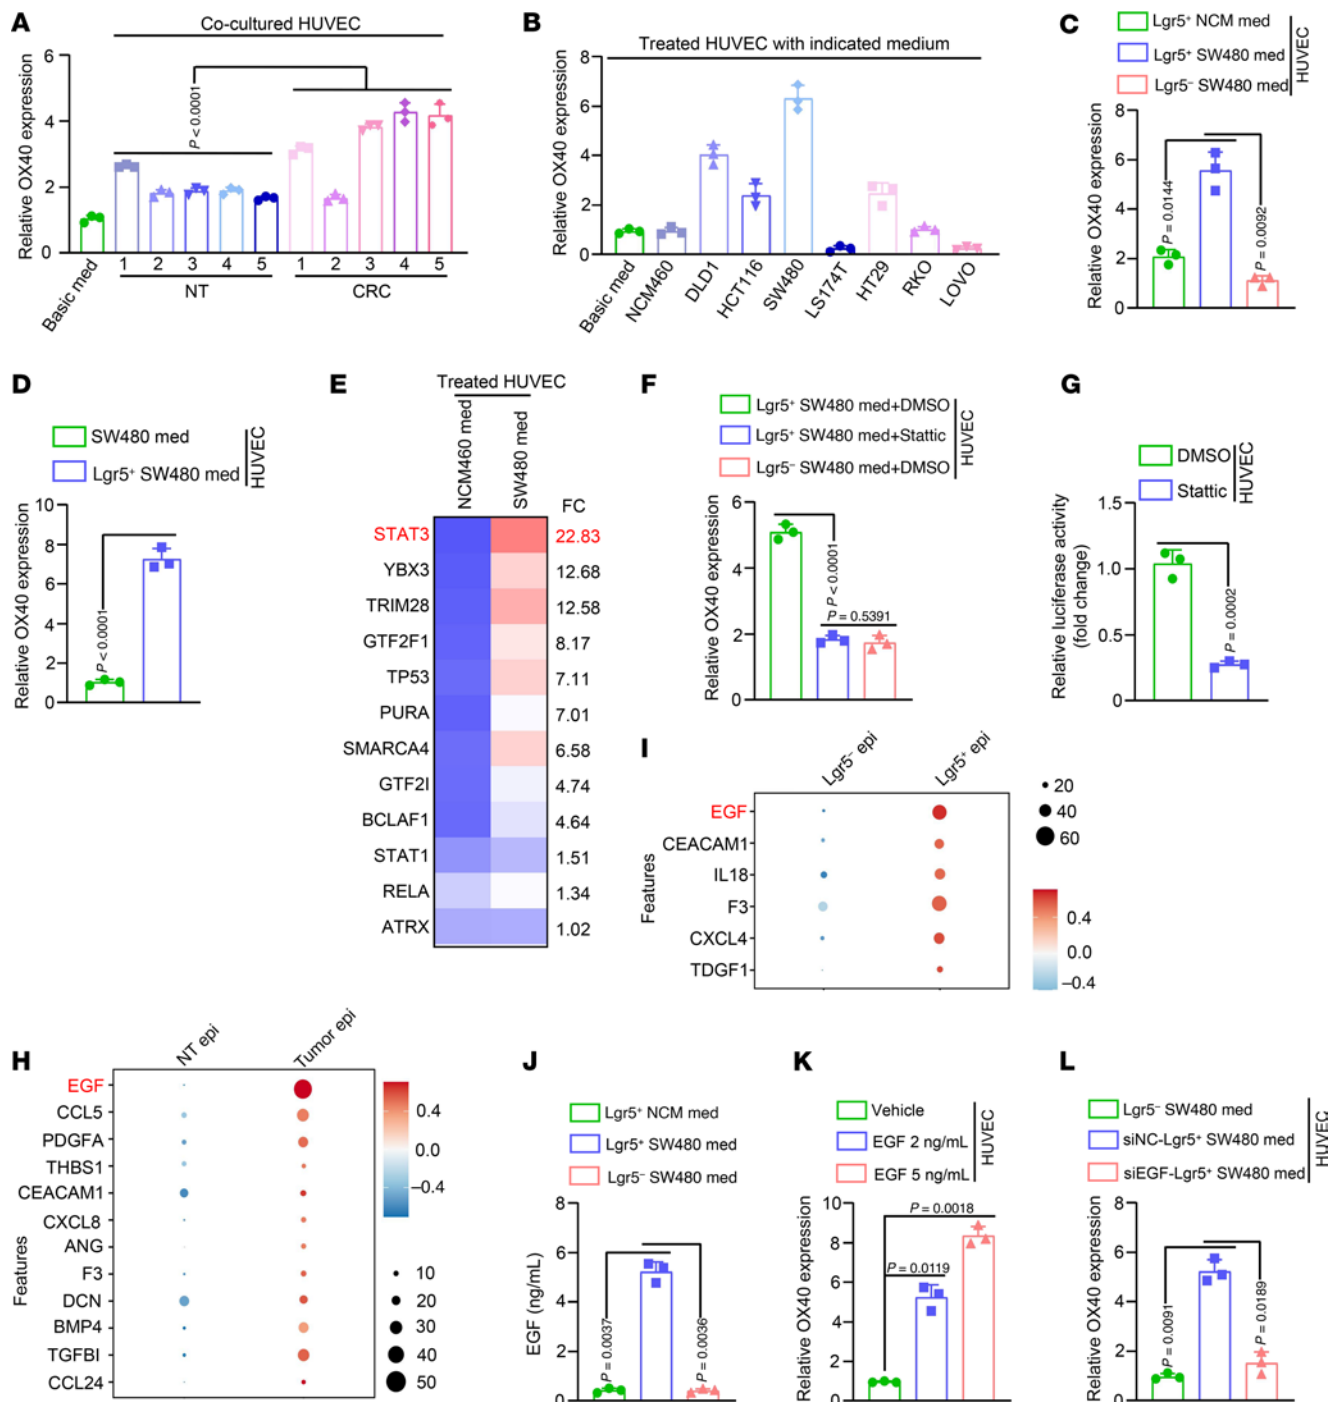 A
Co-cultured HUVEC
Relative OX40 expression
6
4
2
0
P < 0.0001
Basic med
1 2 3 4 5 1 2 3 4 5
NT CRC
B
Treated HUVEC with indicated medium
Relative OX40 expression
8
6
4
2
0
Basic med
NCM460
DLD1
HCT116
SW480
LS174T
HT29
RKO
LOVO
C
Lgr5+ NCM med
Lgr5+ SW480 med
Lgr5− SW480 med
HUVEC
Relative OX40 expression
8
6
4
2
0
P = 0.0144
P = 0.0092
D
SW480 med
Lgr5+ SW480 med
HUVEC
Relative OX40 expression
10
8
6
4
2
0
P < 0.0001
E
Treated HUVEC
NCM460 med
SW480 med
FC
STAT3 22.83
YBX3 12.68
TRIM28 12.58
GTF2F1 8.17
TP53 7.11
PURA 7.01
SMARCA4 6.58
GTF2I 4.74
BCLAF1 4.64
STAT1 1.51
RELA 1.34
ATRX 1.02
F
Lgr5+ SW480 med+DMSO
Lgr5+ SW480 med+Stattic
Lgr5− SW480 med+DMSO
HUVEC
Relative OX40 expression
6
4
2
0
P < 0.0001
P = 0.5391
G
DMSO
Stattic
HUVEC
Relative luciferase activity
(fold change)
1.5
1.0
0.5
0
P = 0.0002
I
Lgr5− epi
Lgr5+ epi
Features
EGF
CEACAM1
IL18
F3
CXCL4
TDGF1
20
40
60
0.4
0.0
−0.4
H
NT epi
Tumor epi
Features
EGF
CCL5
PDGFA
THBS1
CEACAM1
CXCL8
ANG
F3
DCN
BMP4
TGFBI
CCL24
0.4
0.0
−0.4
10
20
30
40
50
J
Lgr5+ NCM med
Lgr5+ SW480 med
Lgr5− SW480 med
EGF (ng/mL)
8
6
4
2
0
P = 0.0037
P = 0.0036
K
Vehicle
EGF 2 ng/mL
EGF 5 ng/mL
HUVEC
Relative OX40 expression
10
8
6
4
2
0
P = 0.0018
P = 0.0119
L
Lgr5− SW480 med
siNC-Lgr5+ SW480 med
siEGF-Lgr5+ SW480 med
HUVEC
Relative OX40 expression
8
6
4
2
0
P = 0.0091
P = 0.0189